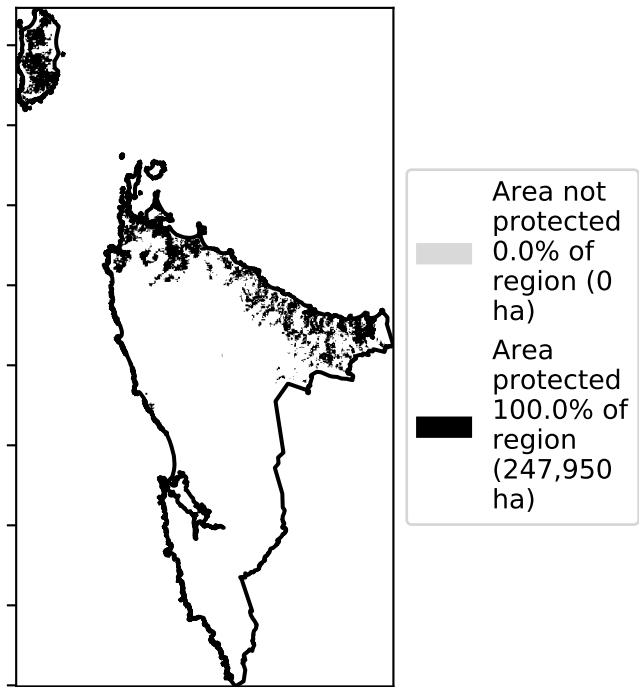 Area not
protected
0.0% of
region (0
ha)
Area
protected
100.0% of
region
(247,950
ha)